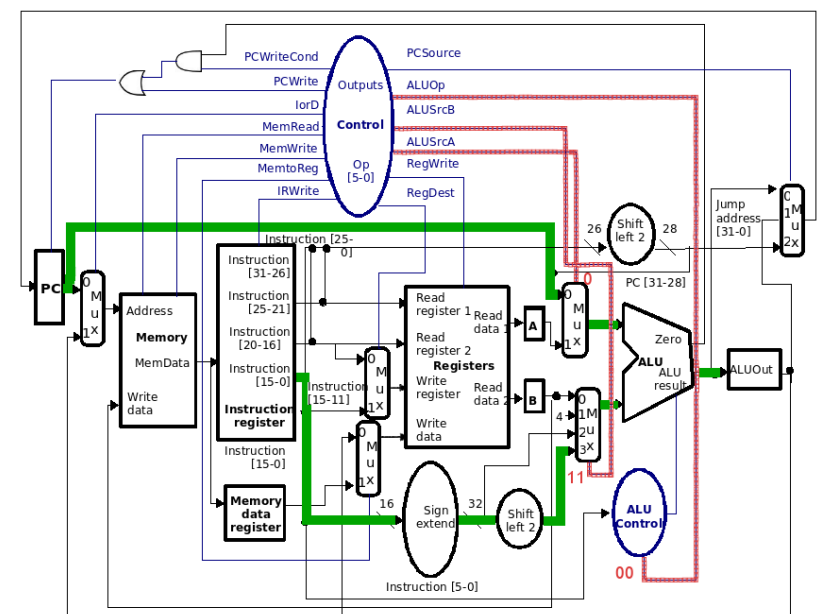 PCWriteCond
PCSource
PCWrite
Outputs
ALUOp
IorD
ALUSrcB
MemRead
Control
MemWrite
ALUSrcA
MemtoReg
Op
[5-0]
RegWrite
IRWrite
RegDest
0
1
2
M
u
x
Jump
address
[31-0]
26
Shift
left 2
28
Instruction [25-
0]
PC
0
M
u
x
1
Address
Memory
MemData
Write
data
Instruction
[31-26]
Instruction
[25-21]
Instruction
[20-16]
Instruction
[15-0]
Instruction
register
Instruction
[15-11]
0
M
u
x
1
Read
register 1
Read
data 1
Read
register 2
Registers
Write
register
Read
data 2
Write
data
A
B
4
0
0
M
u
x
1
PC [31-28]
Zero
ALU
ALU
result
ALUOut
0
1
2
3
M
u
x
11
0
M
u
x
1
Instruction
[15-0]
Memory
data
register
16
Sign
extend
32
Shift
left 2
ALU
Control
00
Instruction [5-0]